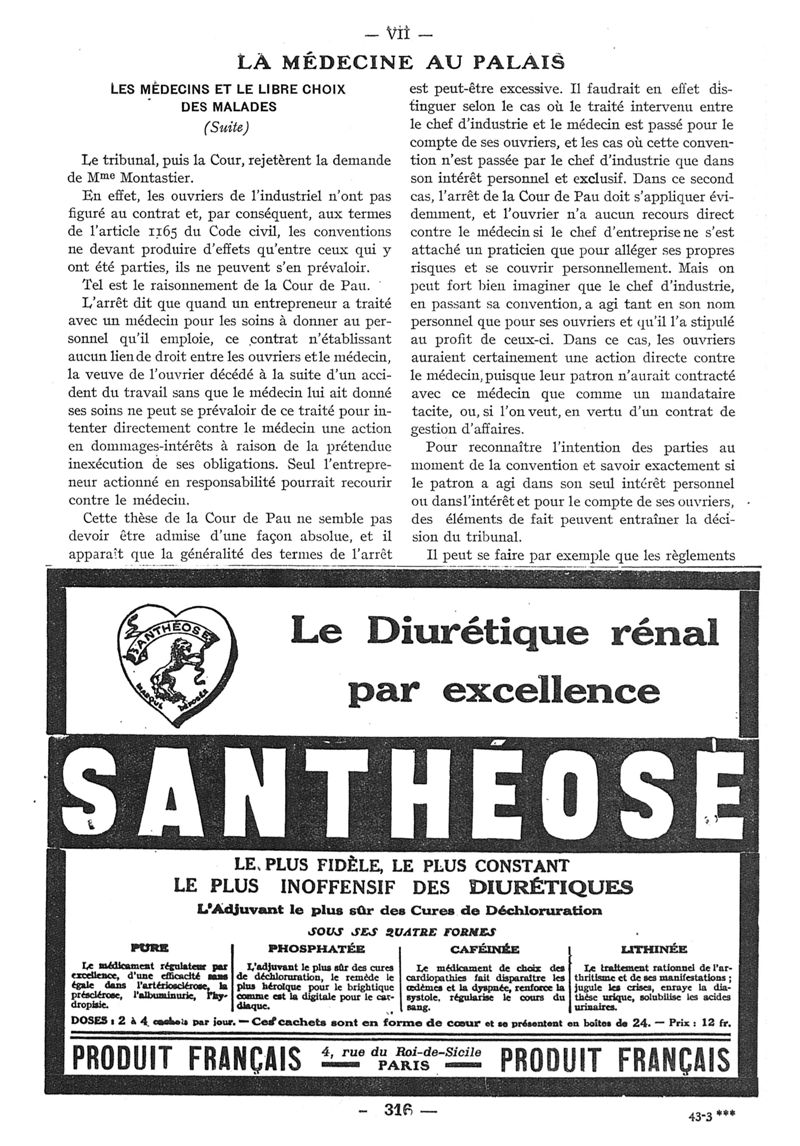 — VII —
LA MÉDECINE AU PALAIS
LES MÉDECINS ET LE LIBRE CHOIX
DES MALADES
(Suite)
Le tribunal, puis la Cour, rejetèrent la demande
de Mme Montastier.
En effet, les ouvriers de l'industriel n'ont pas
figuré au contrat et, par conséquent, aux termes
de l'article 1165 du Code civil, les conventions
ne devant produire d'effets qu'entre ceux qui y
ont été parties, ils ne peuvent s'en prévaloir.
Tel est le raisonnement de la Cour de Pau.
L'arrêt dit que quand un entrepreneur a traité
avec un médecin pour les soins à donner au per-
sonnel qu'il emploie, ce contrat n'établissant
aucun lien de droit entre les ouvriers et le médecin,
la veuve de l'ouvrier décédé à la suite d'un acci-
dent du travail sans que le médecin lui ait donné
ses soins ne peut se prévaloir de ce traité pour in-
tenter directement contre le médecin une action
en dommages-intérêts à raison de la prétendue
inexécution de ses obligations. Seul l'entrepre-
neur actionné en responsabilité pourrait recourir
contre le médecin.
Cette thèse de la Cour de Pau ne semble pas
devoir être admise d'une façon absolue, et il
apparaît que la généralité des termes de l'arrêt
est peut-être excessive. Il faudrait en effet dis-
tinguer selon le cas où le traité intervenu entre
le chef d'industrie et le médecin est passé pour le
compte de ses ouvriers, et les cas où cette conven-
tion n'est passée par le chef d'industrie que dans
son intérêt personnel et exclusif. Dans ce second
cas, l'arrêt de la Cour de Pau doit s'appliquer évi-
demment, et l'ouvrier n'a aucun recours direct
contre le médecin si le chef d'entreprise ne s'est
attaché un praticien que pour alléger ses propres
risques et se couvrir personnellement. Mais on
peut fort bien imaginer que le chef d'industrie,
en passant sa convention, a agi tant en son nom
personnel que pour ses ouvriers et qu'il l'a stipulé
au profit de ceux-ci. Dans ce cas, les ouvriers
auraient certainement une action directe contre
le médecin, puisque leur patron n'aurait contracté
avec ce médecin que comme un mandataire
tacite, ou, si l'on veut, en vertu d'un contrat de
gestion d'affaires.
Pour reconnaître l'intention des parties au
moment de la convention et savoir exactement si
le patron a agi dans son seul intérêt personnel
ou dans l'intérêt et pour le compte de ses ouvriers,
des éléments de fait peuvent entraîner la déci-
sion du tribunal.
Il peut se faire par exemple que les règlements
SANTHÉOSE
MARQUE DÉPOSÉE
Le Diurétique rénal
par excellence
SANTHÉOSE
LE PLUS FIDÈLE, LE PLUS CONSTANT
LE PLUS INOFFENSIF DES DIURÉTIQUES
L'Adjuvant le plus sûr des Cures de Déchloruration
SOUS SES QUATRE FORMES
PURE
Le médicament régulateur par
excellence, d'une efficacité sans
égale dans l'artériosclérose, la
présclérose, l'albuminurie, l'hy-
dropisie.
PHOSPHATÉE
L'adjuvant le plus sûr des cures
de déchloruration, le remède le
plus héroïque pour le brightique
comme est la digitale pour le car-
diaque.
CAFÉINÉE
Le médicament de choix des
cardiopathies fait disparaître les
œdèmes et la dyspnée, renforce la
systole, régularise le cours du
sang.
LITHINÉE
Le traitement rationnel de l'ar-
thritisme et de ses manifestations ;
jugule les crises, enraye la dia-
thèse urique, solubilise les acides
urinaires.
DOSES : 2 à 4 cachets par jour. — Ces cachets sont en forme de cœur et se présentent en boîtes de 24. — Prix : 12 fr.
PRODUIT FRANÇAIS
4, rue du Roi-de-Sicile
PARIS
PRODUIT FRANÇAIS
- 316 —
43-3 ***